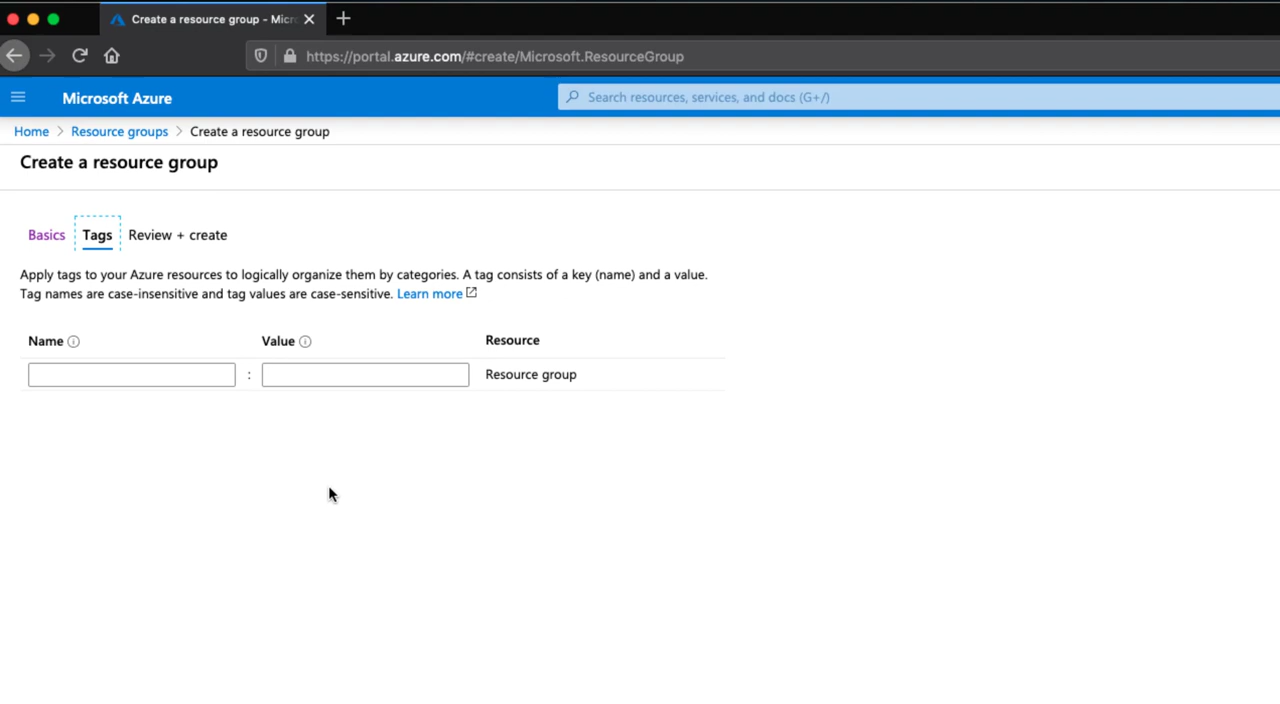 Create a resource group - Micr
https://portal.azure.com/#create/Microsoft.ResourceGroup
Microsoft Azure
Search resources, services, and docs (G+/)
Home > Resource groups > Create a resource group
Create a resource group
Basics Tags Review + create
Apply tags to your Azure resources to logically organize them by categories. A tag consists of a key (name) and a value.
Tag names are case-insensitive and tag values are case-sensitive. Learn more
Name Value Resource
: Resource group